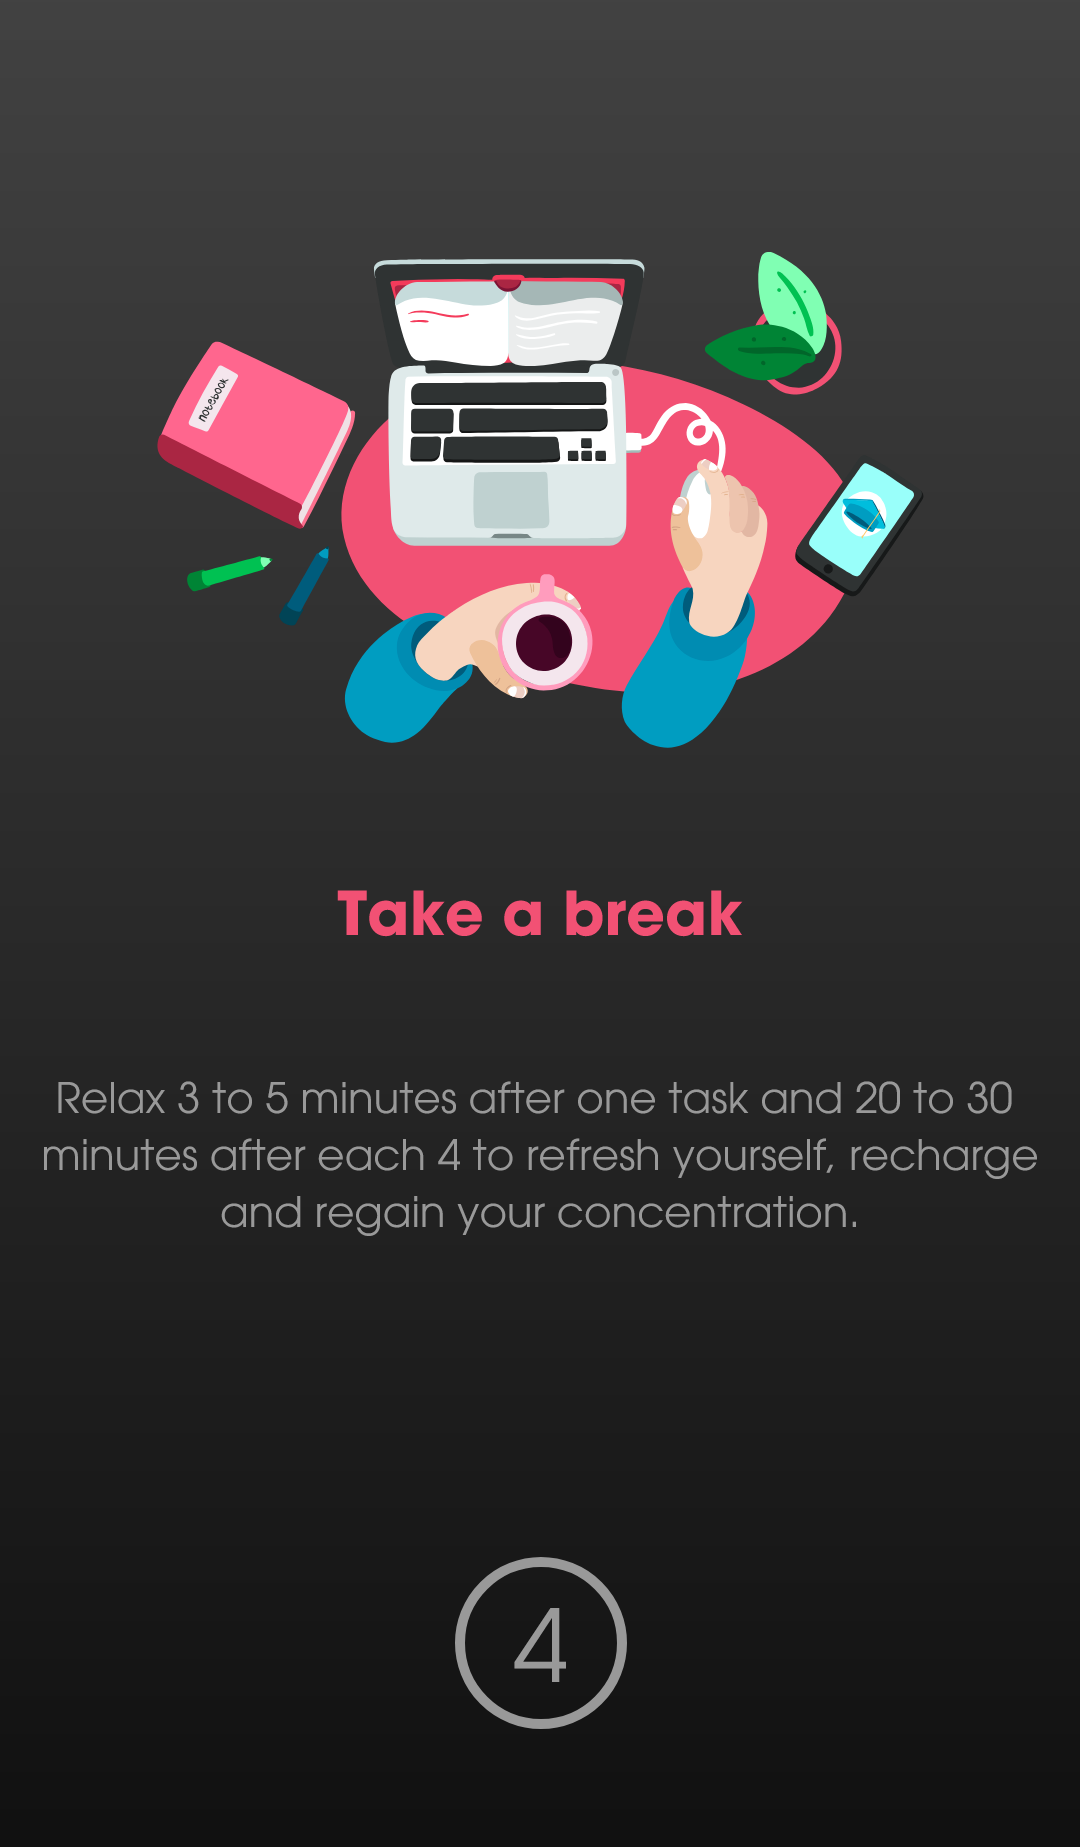 notebook
Take a break
Relax 3 to 5 minutes after one task and 20 to 30
minutes after each 4 to refresh yourself, recharge
and regain your concentration.
4